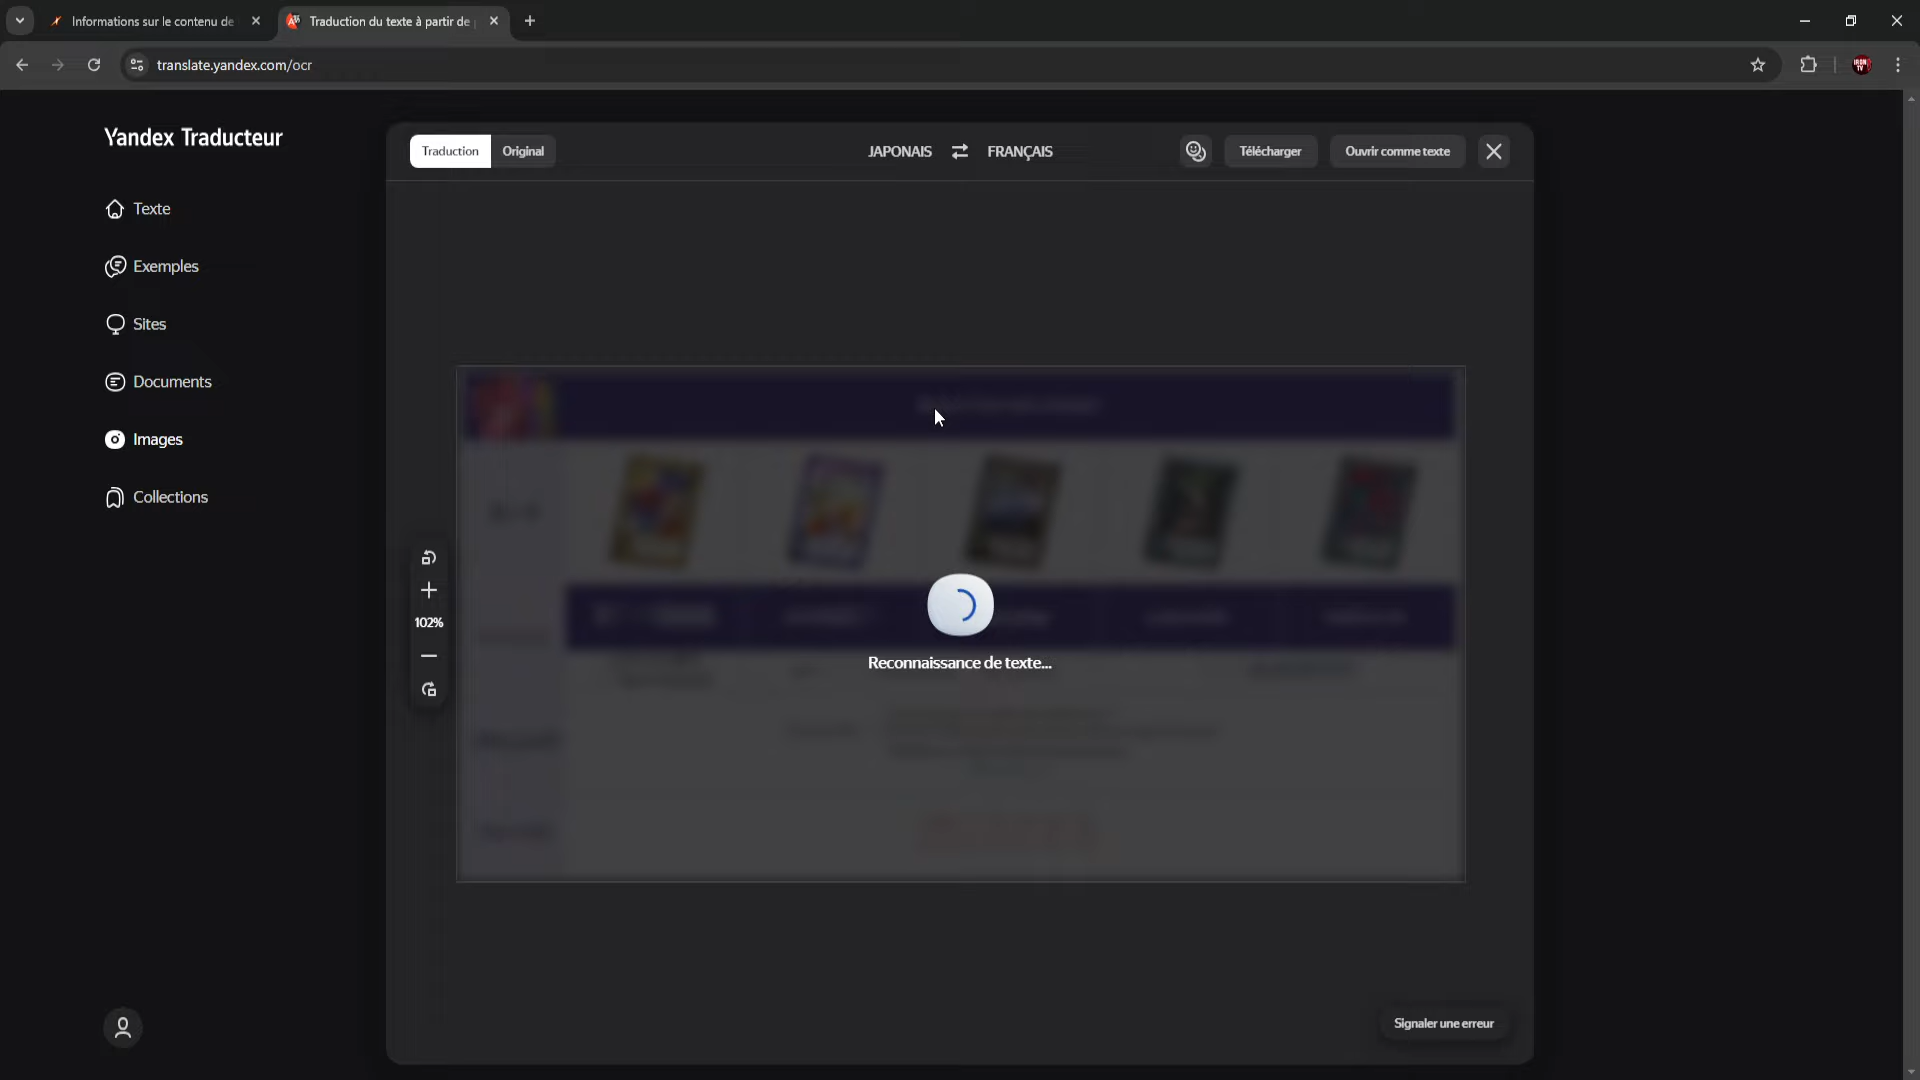 Informations sur le contenu de
Traduction du texte à partir de
translate.yandex.com/ocr
Yandex Traducteur
Traduction
Original
JAPONAIS
FRANÇAIS
Télécharger
Ouvrir comme texte
Texte
Exemples
Sites
Documents
Images
Collections
102%
Reconnaissance de texte...
Signaler une erreur